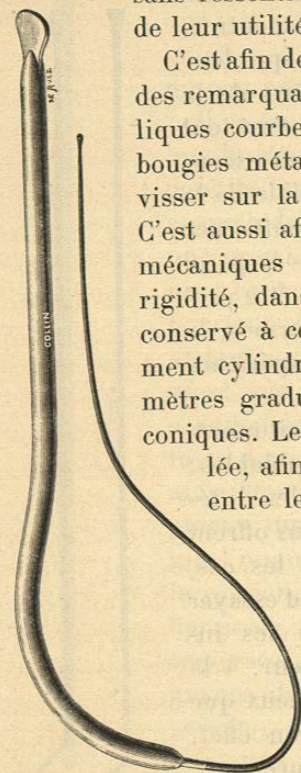 de leur utilité
C'est afin de
des remarqua
liques courbe
bougies méta
visser sur la
C'est aussi af
mécaniques
rigidité, dans
conservé à ce
ment cylindr
mètres gradu
coniques. Le
lée, afin
entre le
COLLIN